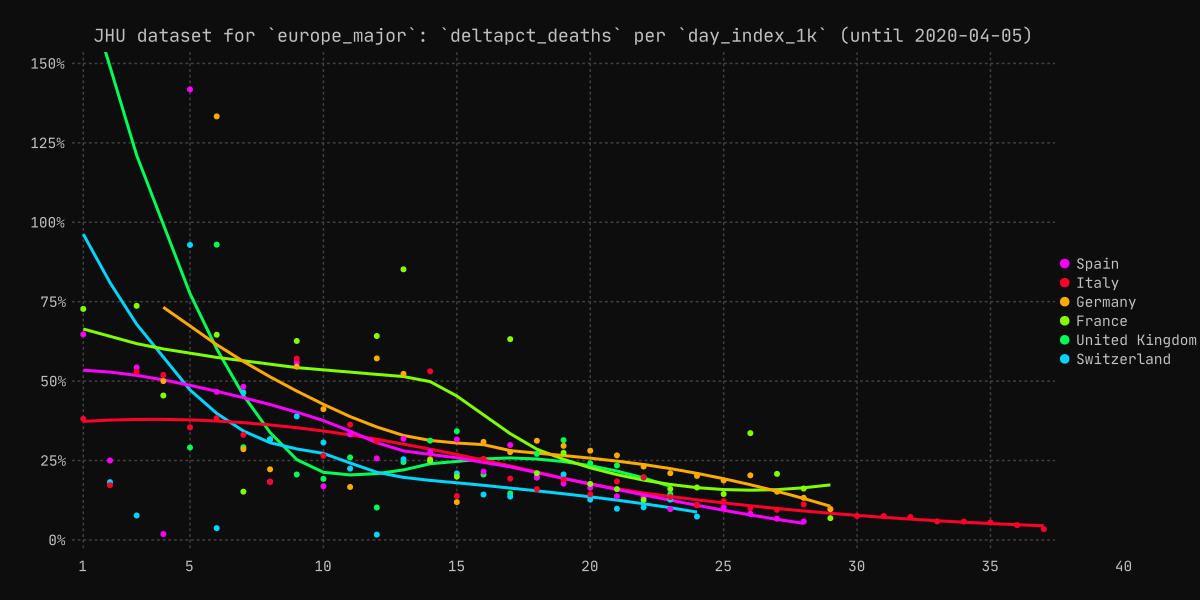 JHU dataset for `europe_major`: `deltapct_deaths` per `day_index_1k` (until 2020-04-05)
150%
125%
100%
75%
50%
25%
0%
Spain
Italy
Germany
France
United Kingdom
Switzerland
1 5 10 15 20 25 30 35 40